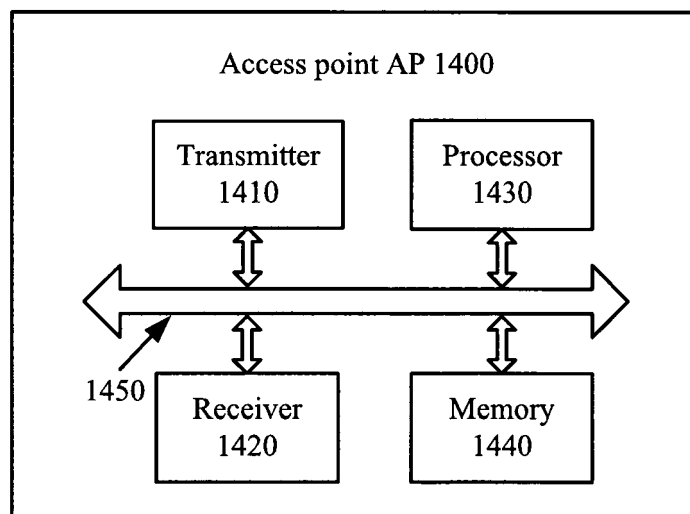 Access point AP 1400
Transmitter
1410
Processor
1430
1450
Receiver
1420
Memory
1440